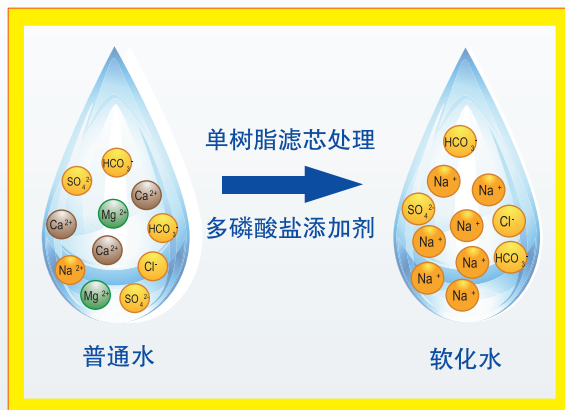 HCO₃⁻
SO₄²⁻
Ca²⁺
Mg²⁺
Ca²⁺
HCO₃⁻
Ca²⁺
Na²⁺
Cl⁻
Mg²⁺
SO₄²⁻
普通水
单树脂滤芯处理
多磷酸盐添加剂
HCO₃⁻
Na⁺
Na⁺
SO₄²⁻
Na⁺
Cl⁻
Na⁺
Na⁺
HCO₃⁻
Na⁺
Na⁺
软化水